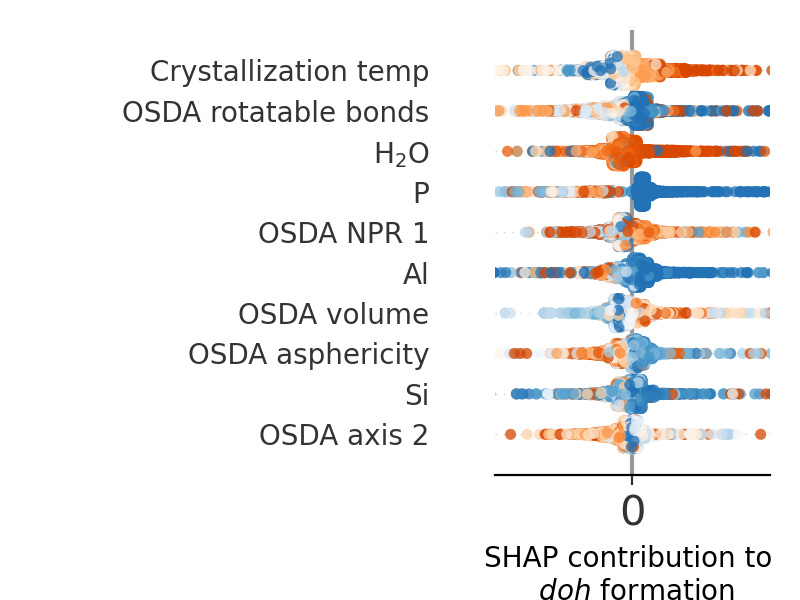 Crystallization temp
OSDA rotatable bonds
H₂O
P
OSDA NPR 1
Al
OSDA volume
OSDA asphericity
Si
OSDA axis 2
0
SHAP contribution to
doh formation